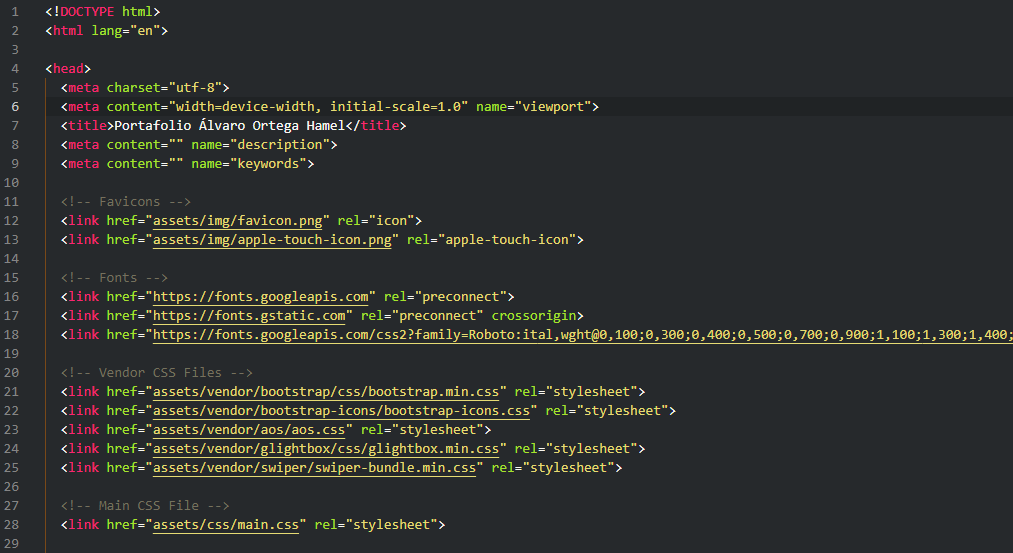 1 <!DOCTYPE html>
2 <html lang="en">
3
4 <head>
5 <meta charset="utf-8">
6 <meta content="width=device-width, initial-scale=1.0" name="viewport">
7 <title>Portafolio Álvaro Ortega Hamel</title>
8 <meta content="" name="description">
9 <meta content="" name="keywords">
10
11 <!-- Favicons -->
12 <link href="assets/img/favicon.png" rel="icon">
13 <link href="assets/img/apple-touch-icon.png" rel="apple-touch-icon">
14
15 <!-- Fonts -->
16 <link href="https://fonts.googleapis.com" rel="preconnect">
17 <link href="https://fonts.gstatic.com" rel="preconnect" crossorigin>
18 <link href="https://fonts.googleapis.com/css2?family=Roboto:ital,wght@0,100;0,300;0,400;0,500;0,700;0,900;1,100;1,300;1,400;
19
20 <!-- Vendor CSS Files -->
21 <link href="assets/vendor/bootstrap/css/bootstrap.min.css" rel="stylesheet">
22 <link href="assets/vendor/bootstrap-icons/bootstrap-icons.css" rel="stylesheet">
23 <link href="assets/vendor/aos/aos.css" rel="stylesheet">
24 <link href="assets/vendor/glightbox/css/glightbox.min.css" rel="stylesheet">
25 <link href="assets/vendor/swiper/swiper-bundle.min.css" rel="stylesheet">
26
27 <!-- Main CSS File -->
28 <link href="assets/css/main.css" rel="stylesheet">
29